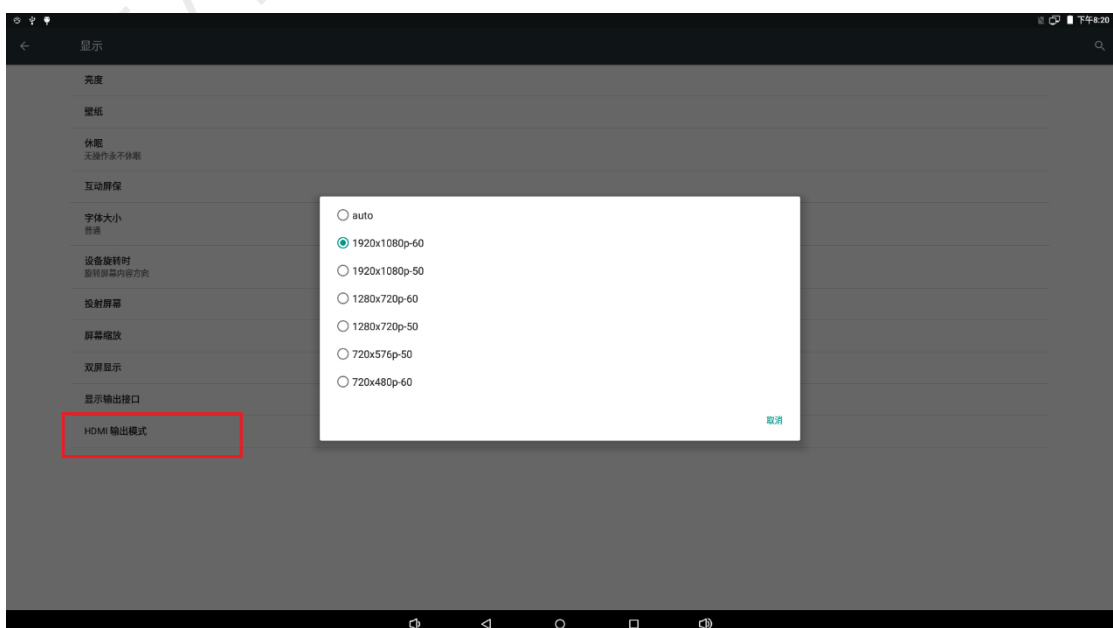 下午8:20
显示
亮度
壁纸
休眠
无操作永不休眠
互动屏保
字体大小
普通
设备旋转时
旋转屏幕内容方向
投射屏幕
屏幕缩放
双屏显示
显示输出接口
HDMI 输出模式
auto
1920x1080p-60
1920x1080p-50
1280x720p-60
1280x720p-50
720x576p-50
720x480p-60
取消